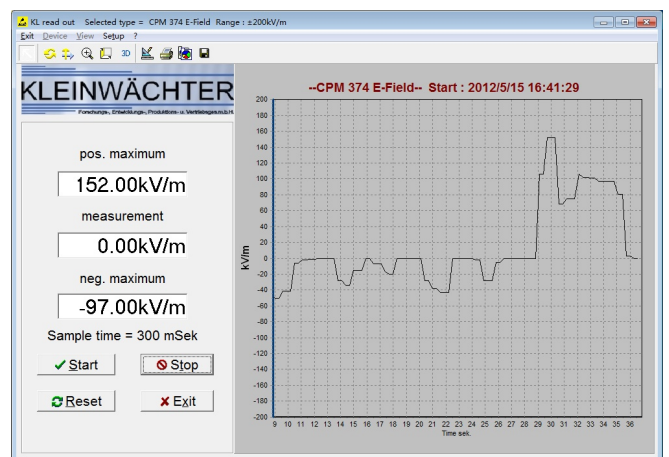 KL read out    Selected type =  CPM 374 E-Field  Range : ±200kV/m
Exit Device View Setup ?
3D
KLEINWÄCHTER
Forschungs-, Entwicklungs-, Produktions- u. Vertriebsges.m.b.H.
--CPM 374 E-Field--  Start : 2012/5/15 16:41:29
pos. maximum
152.00kV/m
measurement
0.00kV/m
neg. maximum
-97.00kV/m
Sample time = 300 mSek
Start Stop
Reset Exit
kV/m
200
180
160
140
120
100
80
60
40
20
0
-20
-40
-60
-80
-100
-120
-140
-160
-180
-200
9 10 11 12 13 14 15 16 17 18 19 20 21 22 23 24 25 26 27 28 29 30 31 32 33 34 35 36
Time sek.